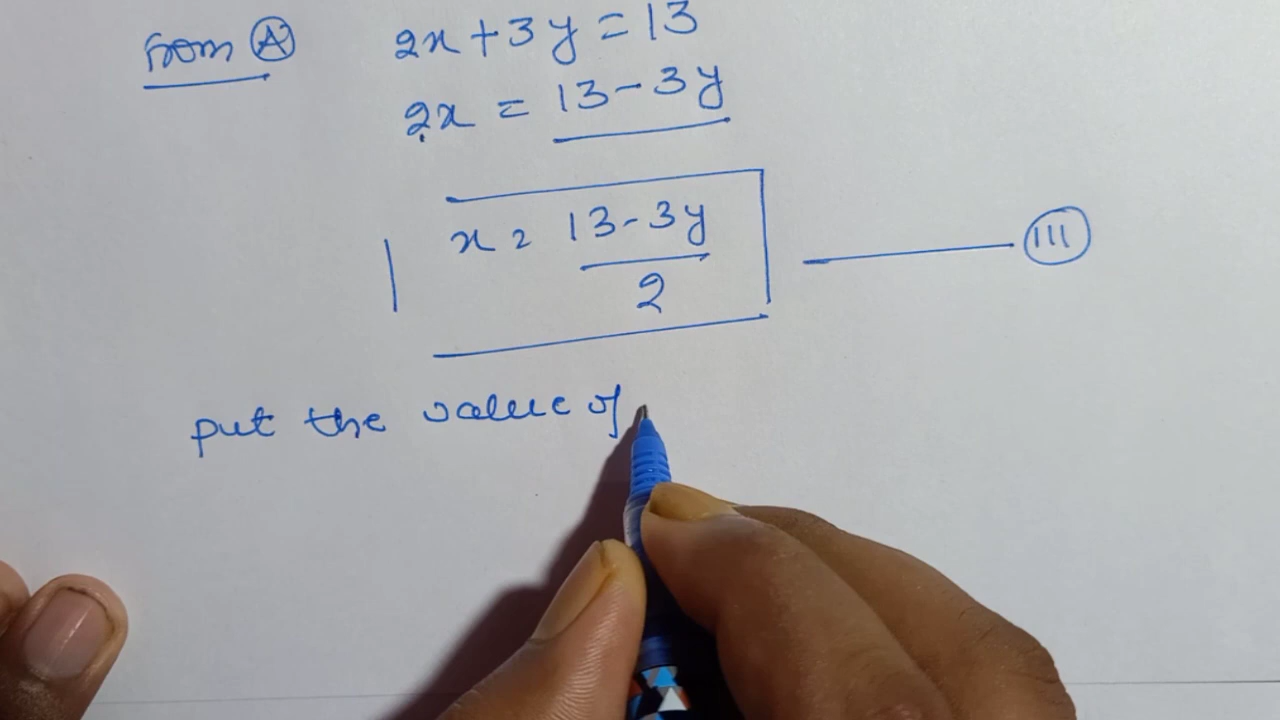 From A 2x+3y=13
2x = 13-3y
x = 13-3y
2
III
put the value of